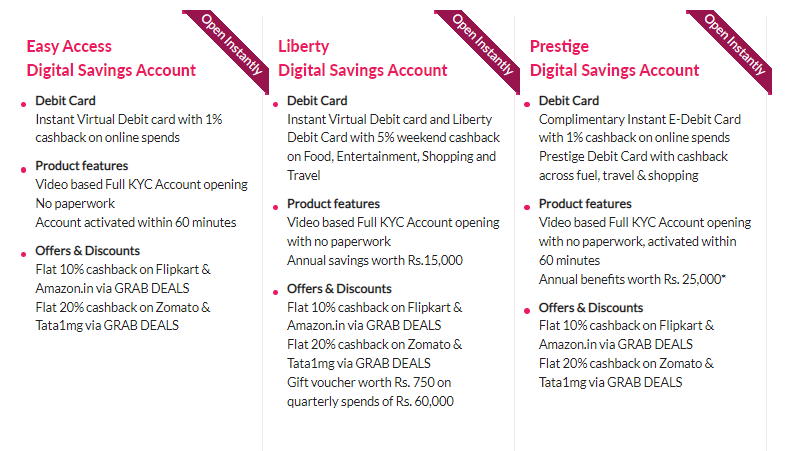 Open Instantly
Easy Access
Digital Savings Account
Debit Card
Instant Virtual Debit card with 1%
cashback on online spends
Product features
Video based Full KYC Account opening
No paperwork
Account activated within 60 minutes
Offers & Discounts
Flat 10% cashback on Flipkart &
Amazon.in via GRAB DEALS
Flat 20% cashback on Zomato &
Tata1mg via GRAB DEALS
Open Instantly
Liberty
Digital Savings Account
Debit Card
Instant Virtual Debit card and Liberty
Debit Card with 5% weekend cashback
on Food, Entertainment, Shopping and
Travel
Product features
Video based Full KYC Account opening
with no paperwork
Annual savings worth Rs.15,000
Offers & Discounts
Flat 10% cashback on Flipkart &
Amazon.in via GRAB DEALS
Flat 20% cashback on Zomato &
Tata1mg via GRAB DEALS
Gift voucher worth Rs. 750 on
quarterly spends of Rs. 60,000
Open Instantly
Prestige
Digital Savings Account
Debit Card
Complimentary Instant E-Debit Card
with 1% cashback on online spends
Prestige Debit Card with cashback
across fuel, travel & shopping
Product features
Video based Full KYC Account opening
with no paperwork, activated within
60 minutes
Annual benefits worth Rs. 25,000*
Offers & Discounts
Flat 10% cashback on Flipkart &
Amazon.in via GRAB DEALS
Flat 20% cashback on Zomato &
Tata1mg via GRAB DEALS